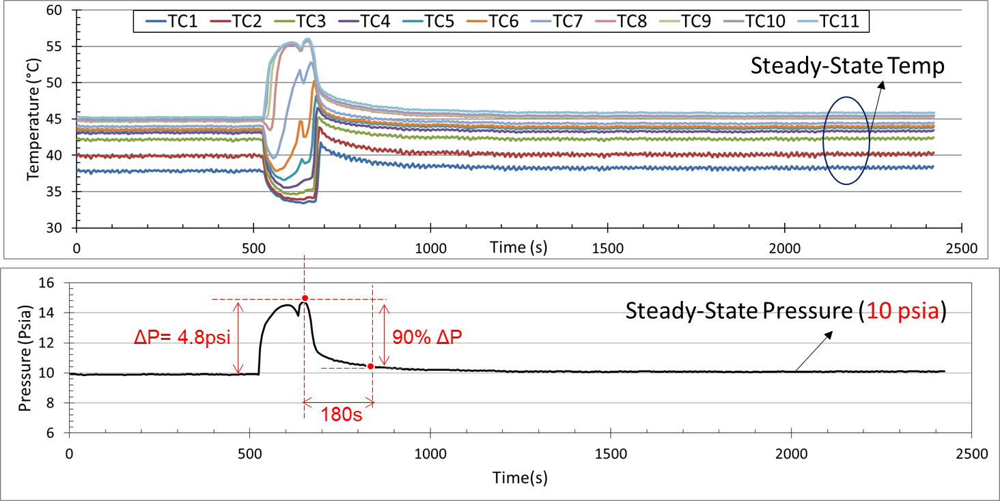 60
TC1 TC2 TC3 TC4 TC5 TC6 TC7 TC8 TC9 TC10 TC11
55
Steady-State Temp
50
45
40
35
30
Temperature (°C)
0 500 1000 1500 2000 2500
Time (s)
16
14
12
10
8
6
Pressure (Psia)
Steady-State Pressure (10 psia)
ΔP= 4.8psi
90% ΔP
180s
0 500 1000 1500 2000 2500
Time(s)